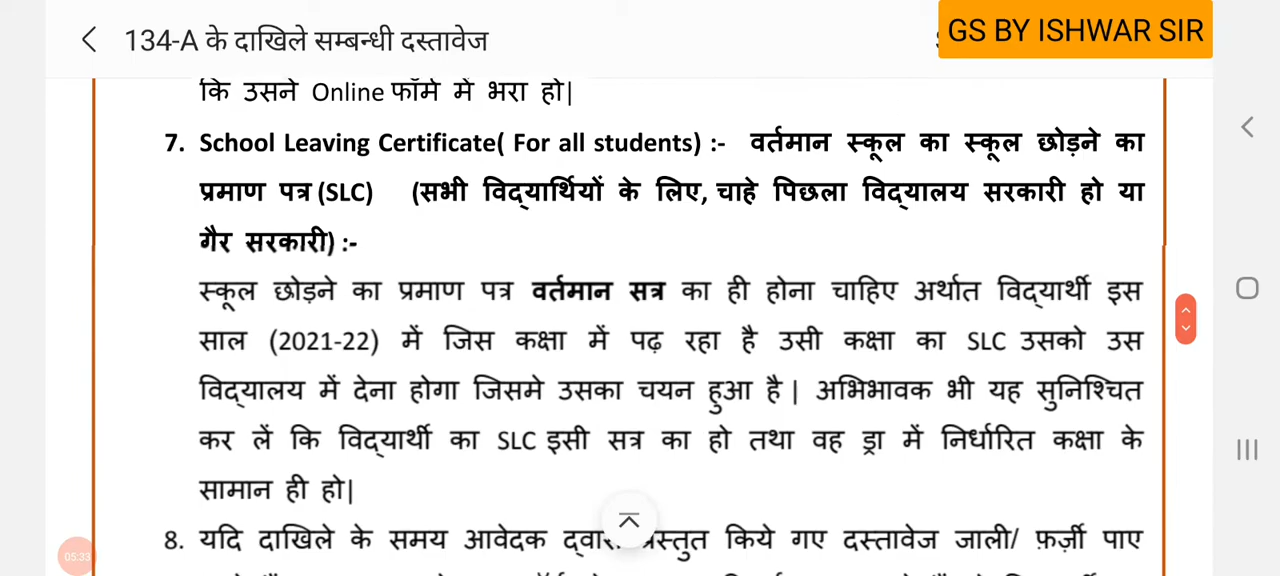 134-A के दाखिले सम्बन्धी दस्तावेज
GS BY ISHWAR SIR
कि उसने Online फॉर्म में भरा हो|
7. School Leaving Certificate( For all students) :- वर्तमान स्कूल का स्कूल छोड़ने का
प्रमाण पत्र (SLC) (सभी विद्यार्थियों के लिए, चाहे पिछला विद्यालय सरकारी हो या
गैर सरकारी) :-
स्कूल छोड़ने का प्रमाण पत्र वर्तमान सत्र का ही होना चाहिए अर्थात विद्यार्थी इस
साल (2021-22) में जिस कक्षा में पढ़ रहा है उसी कक्षा का SLC उसको उस
विद्यालय में देना होगा जिसमे उसका चयन हुआ है| अभिभावक भी यह सुनिश्चित
कर लें कि विद्यार्थी का SLC इसी सत्र का हो तथा वह ड्रा में निर्धारित कक्षा के
सामान ही हो|
8. यदि दाखिले के समय आवेदक द्वारा प्रस्तुत किये गए दस्तावेज जाली/ फ़र्ज़ी पाए
05:33